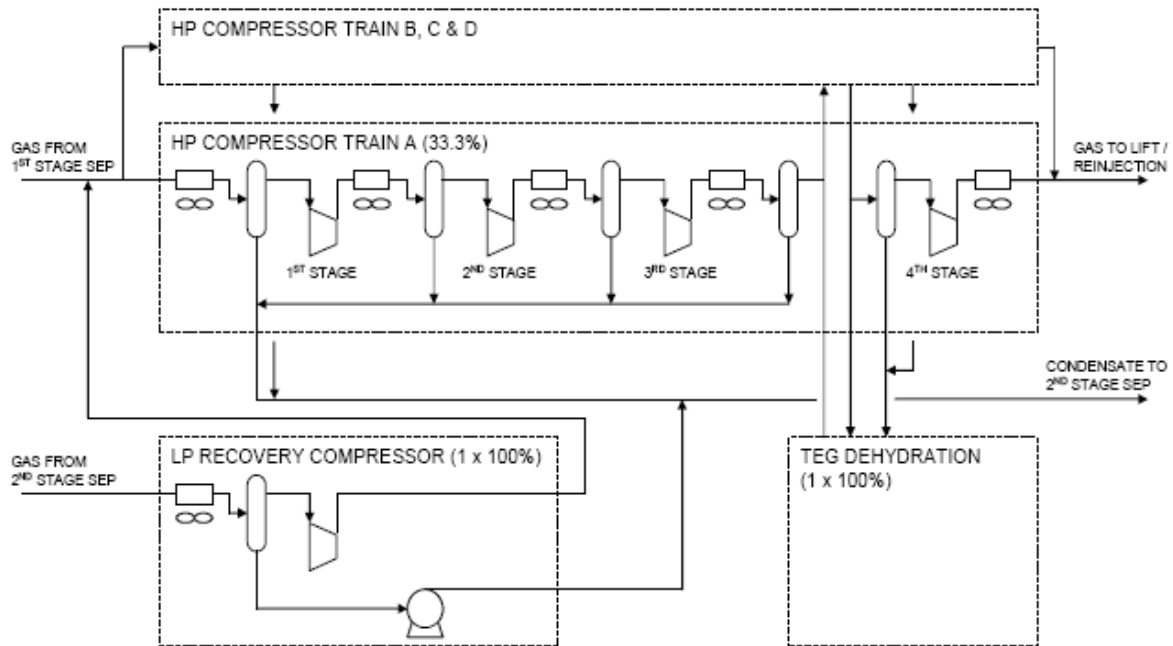 HP COMPRESSOR TRAIN B, C & D
GAS FROM
1ST STAGE SEP
HP COMPRESSOR TRAIN A (33.3%)
GAS TO LIFT /
REINJECTION
1ST STAGE
2ND STAGE
3RD STAGE
4TH STAGE
CONDENSATE TO
2ND STAGE SEP
GAS FROM
2ND STAGE SEP
LP RECOVERY COMPRESSOR (1 x 100%)
TEG DEHYDRATION
(1 x 100%)